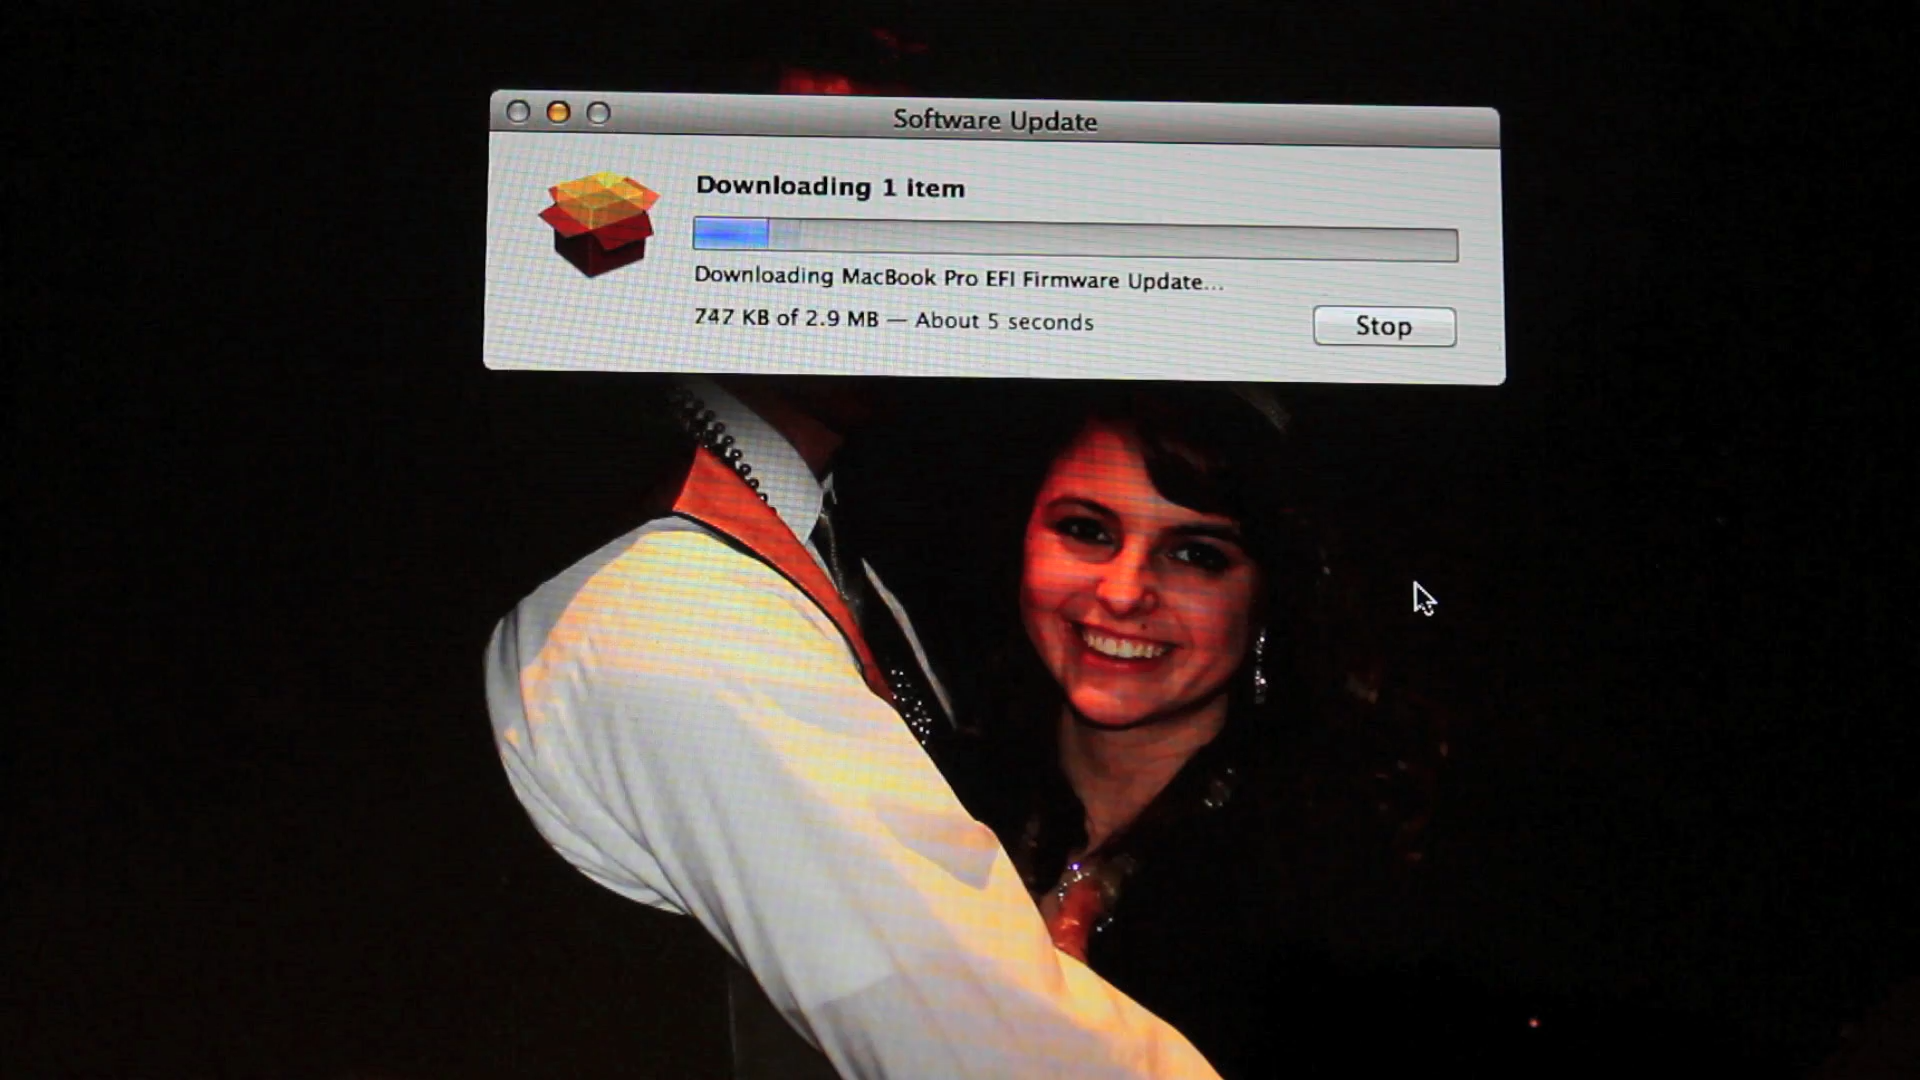 Software Update
Downloading 1 item
Downloading MacBook Pro EFI Firmware Update...
747 KB of 2.9 MB — About 5 seconds
Stop